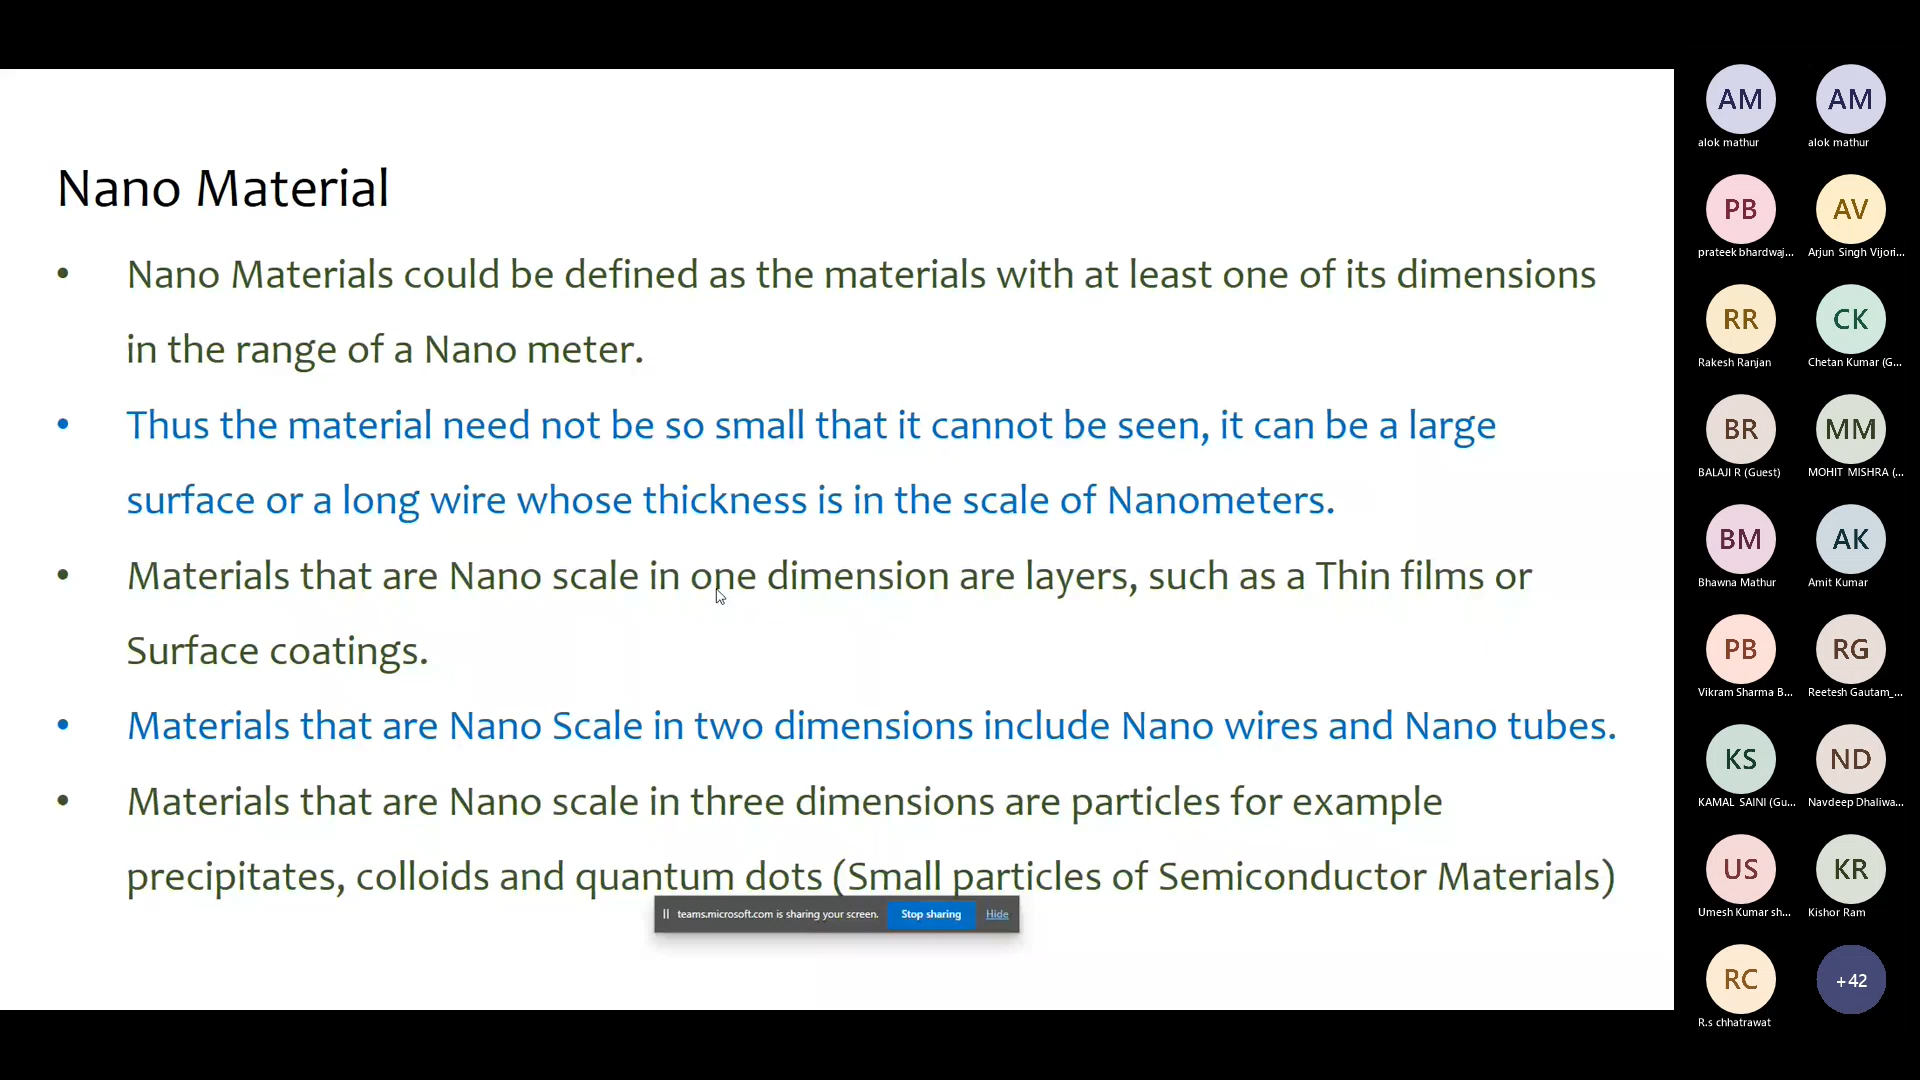 Nano Material
• Nano Materials could be defined as the materials with at least one of its dimensions
in the range of a Nano meter.
• Thus the material need not be so small that it cannot be seen, it can be a large
surface or a long wire whose thickness is in the scale of Nanometers.
• Materials that are Nano scale in one dimension are layers, such as a Thin films or
Surface coatings.
• Materials that are Nano Scale in two dimensions include Nano wires and Nano tubes.
• Materials that are Nano scale in three dimensions are particles for example
precipitates, colloids and quantum dots (Small particles of Semiconductor Materials)
teams.microsoft.com is sharing your screen. Stop sharing Hide
AM AM
alok mathur alok mathur
PB AV
prateek bhardwaj... Arjun Singh Vijori...
RR CK
Rakesh Ranjan Chetan Kumar (G...
BR MM
BALAJI R (Guest) MOHIT MISHRA (...
BM AK
Bhawna Mathur Amit Kumar
PB RG
Vikram Sharma B... Reetesh Gautam_...
KS ND
KAMAL SAINI (Gu... Navdeep Dhaliwa...
US KR
Umesh Kumar sh... Kishor Ram
RC +42
R.s chhatrawat